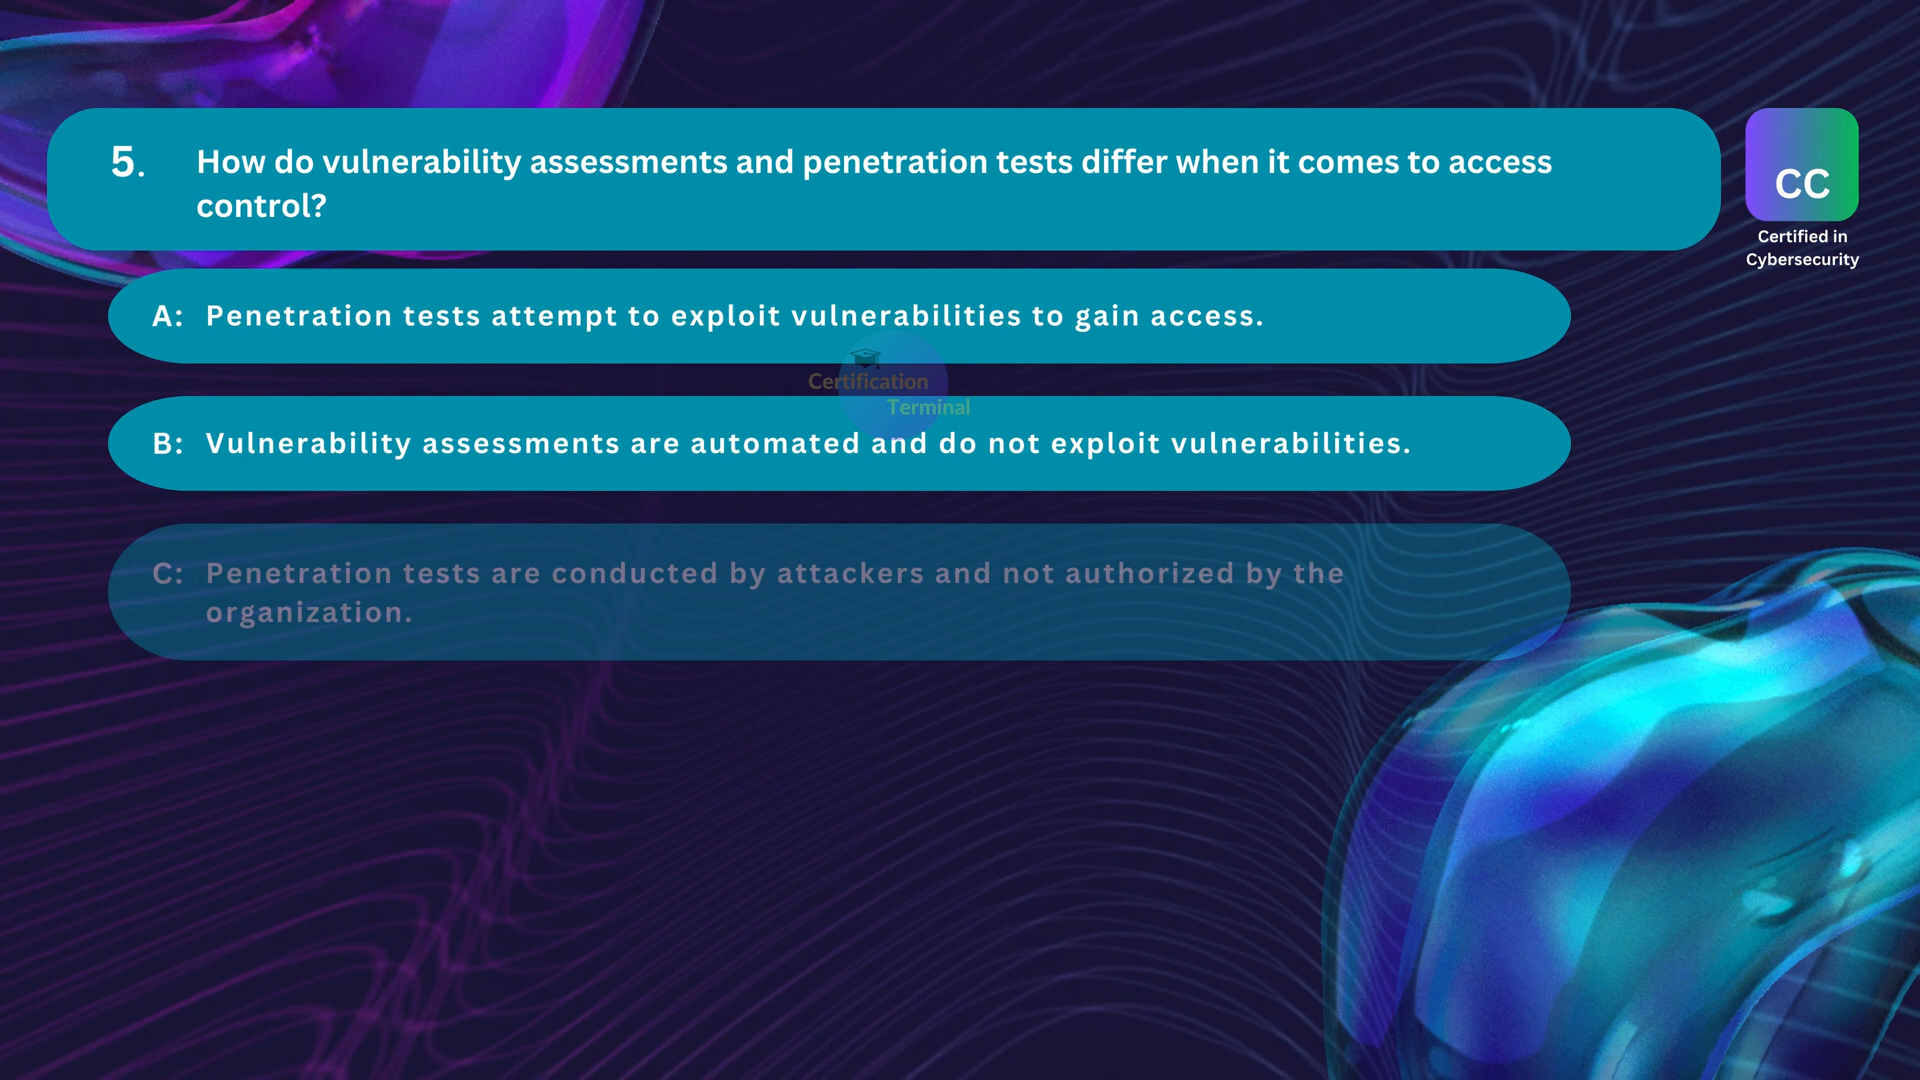 5. How do vulnerability assessments and penetration tests differ when it comes to access
control?
CC
Certified in
Cybersecurity
A: Penetration tests attempt to exploit vulnerabilities to gain access.
Certification
Terminal
B: Vulnerability assessments are automated and do not exploit vulnerabilities.
C: Penetration tests are conducted by attackers and not authorized by the
organization.